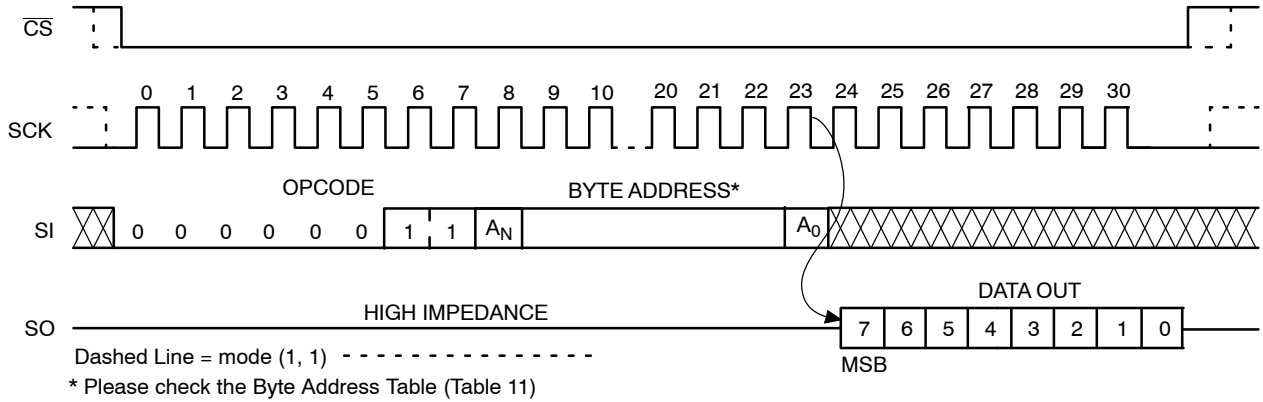 CS
0 1 2 3 4 5 6 7 8 9 10 20 21 22 23 24 25 26 27 28 29 30
SCK
OPCODE BYTE ADDRESS*
SI 0 0 0 0 0 0 1 1 AN A0
DATA OUT
HIGH IMPEDANCE
SO 7 6 5 4 3 2 1 0
Dashed Line = mode (1, 1)
MSB
* Please check the Byte Address Table (Table 11)